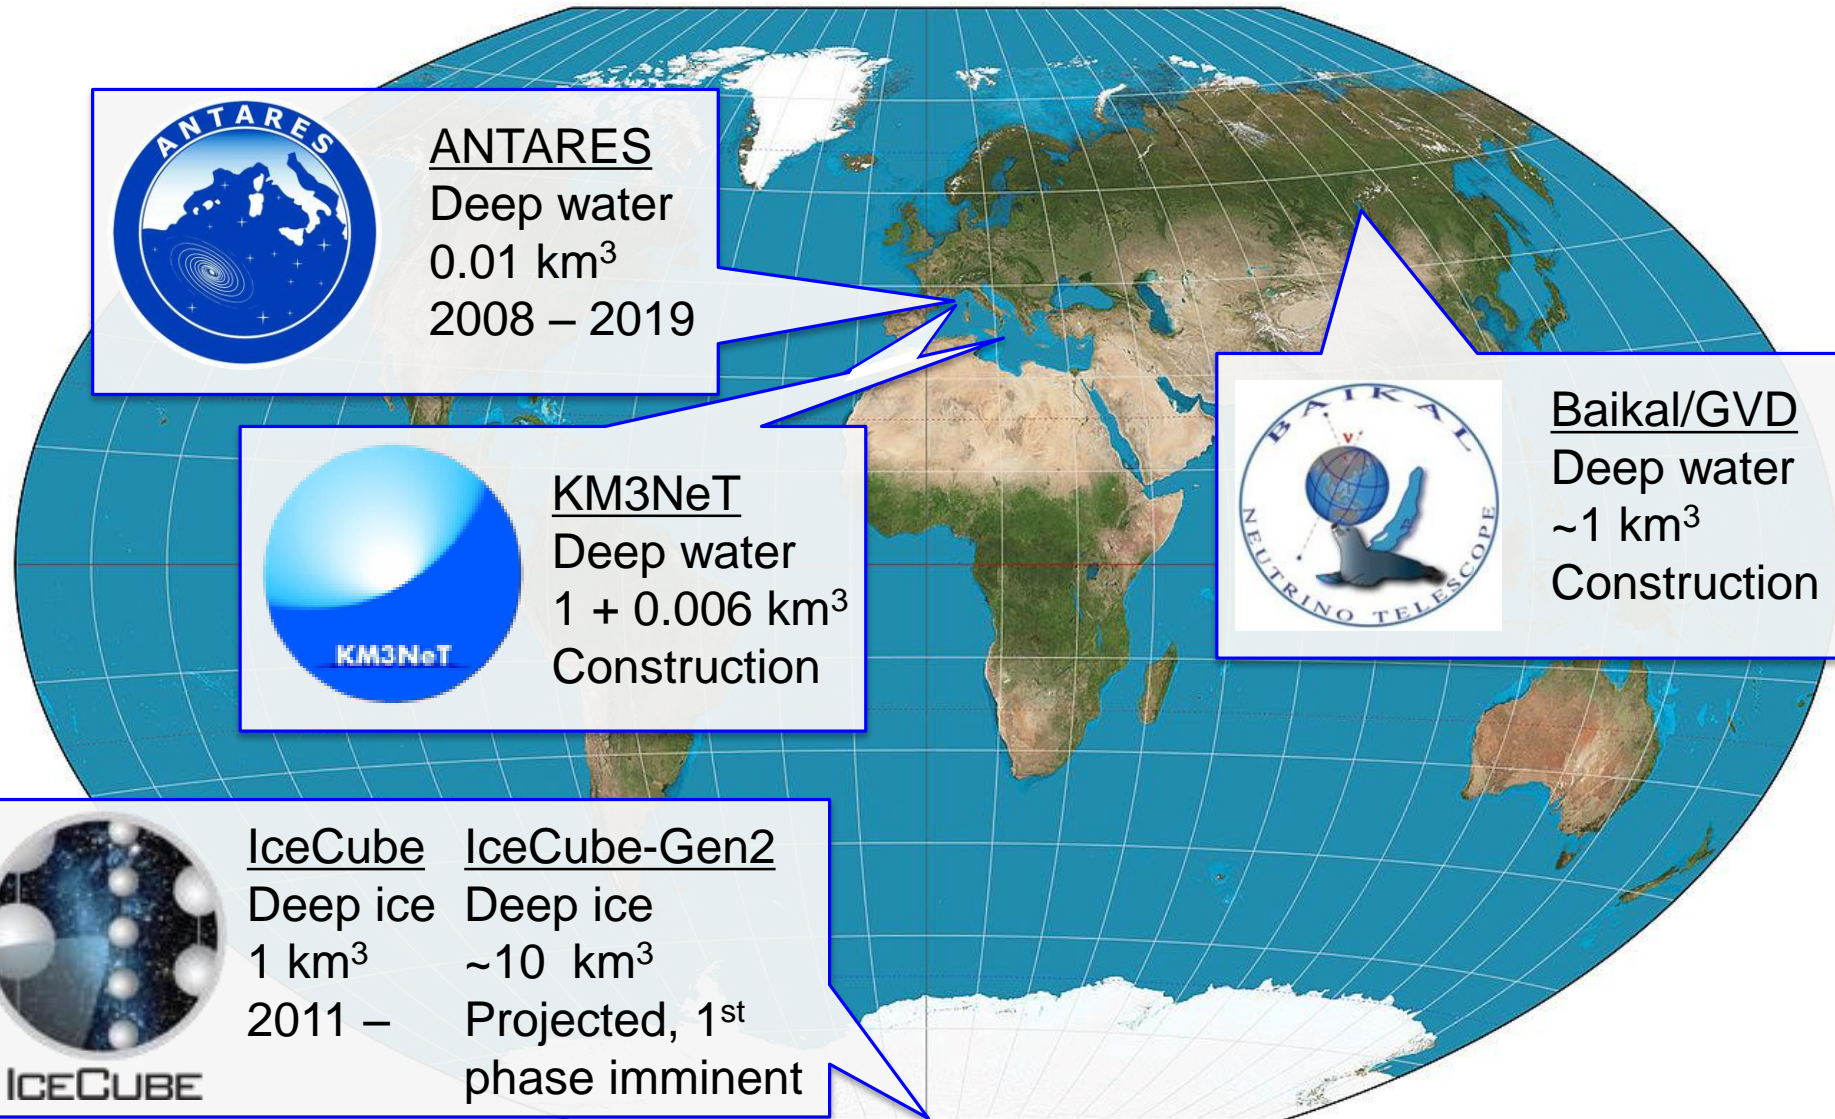 ANTARES
ANTARES
Deep water
0.01 km³
2008 – 2019
KM3NeT
KM3NeT
Deep water
1 + 0.006 km³
Construction
BAIKAL
ν
NEUTRINO TELESCOPE
Baikal/GVD
Deep water
~1 km³
Construction
ICECUBE
IceCube
Deep ice
1 km³
2011 –
IceCube-Gen2
Deep ice
~10 km³
Projected, 1st
phase imminent